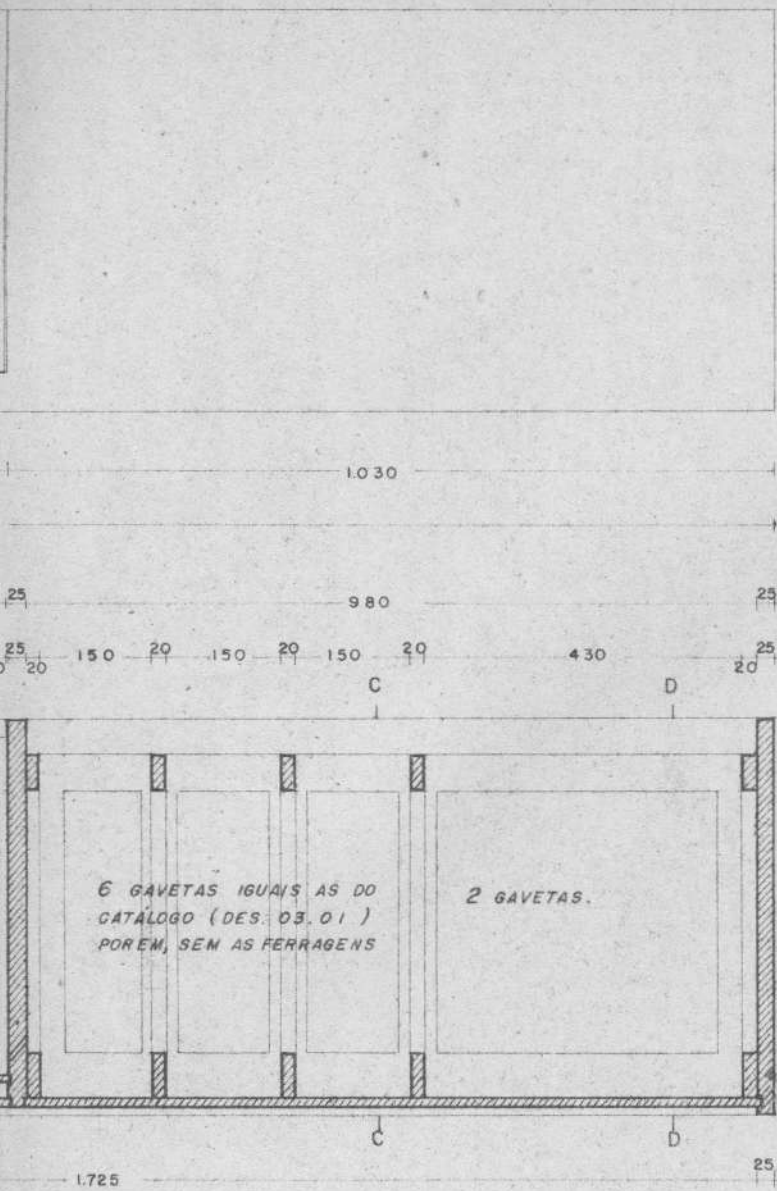 1.030
25 980 25
25 20 150 20 150 20 150 20 430 20 25
C D
6 GAVETAS IGUAIS AS DO
CATÁLOGO (DES. 03.01)
POREM, SEM AS FERRAGENS
2 GAVETAS.
C D
1.725 25